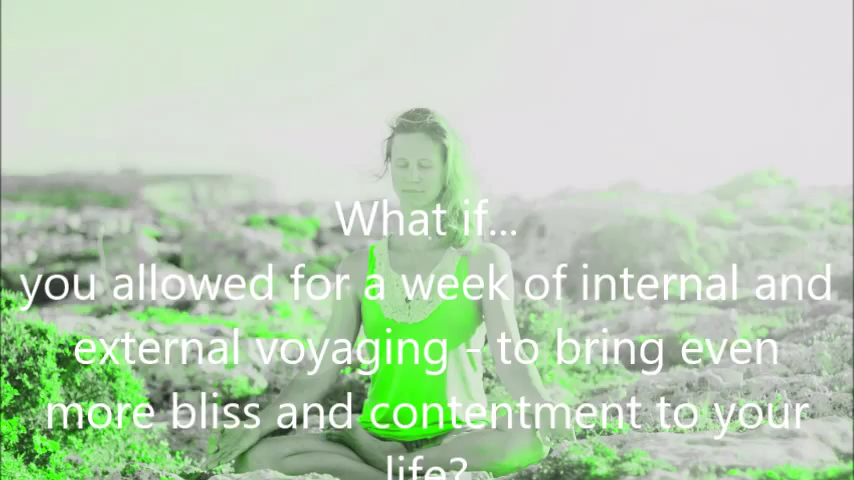 What if...
you allowed for a week of internal and
external voyaging - to bring even
more bliss and contentment to your
life?